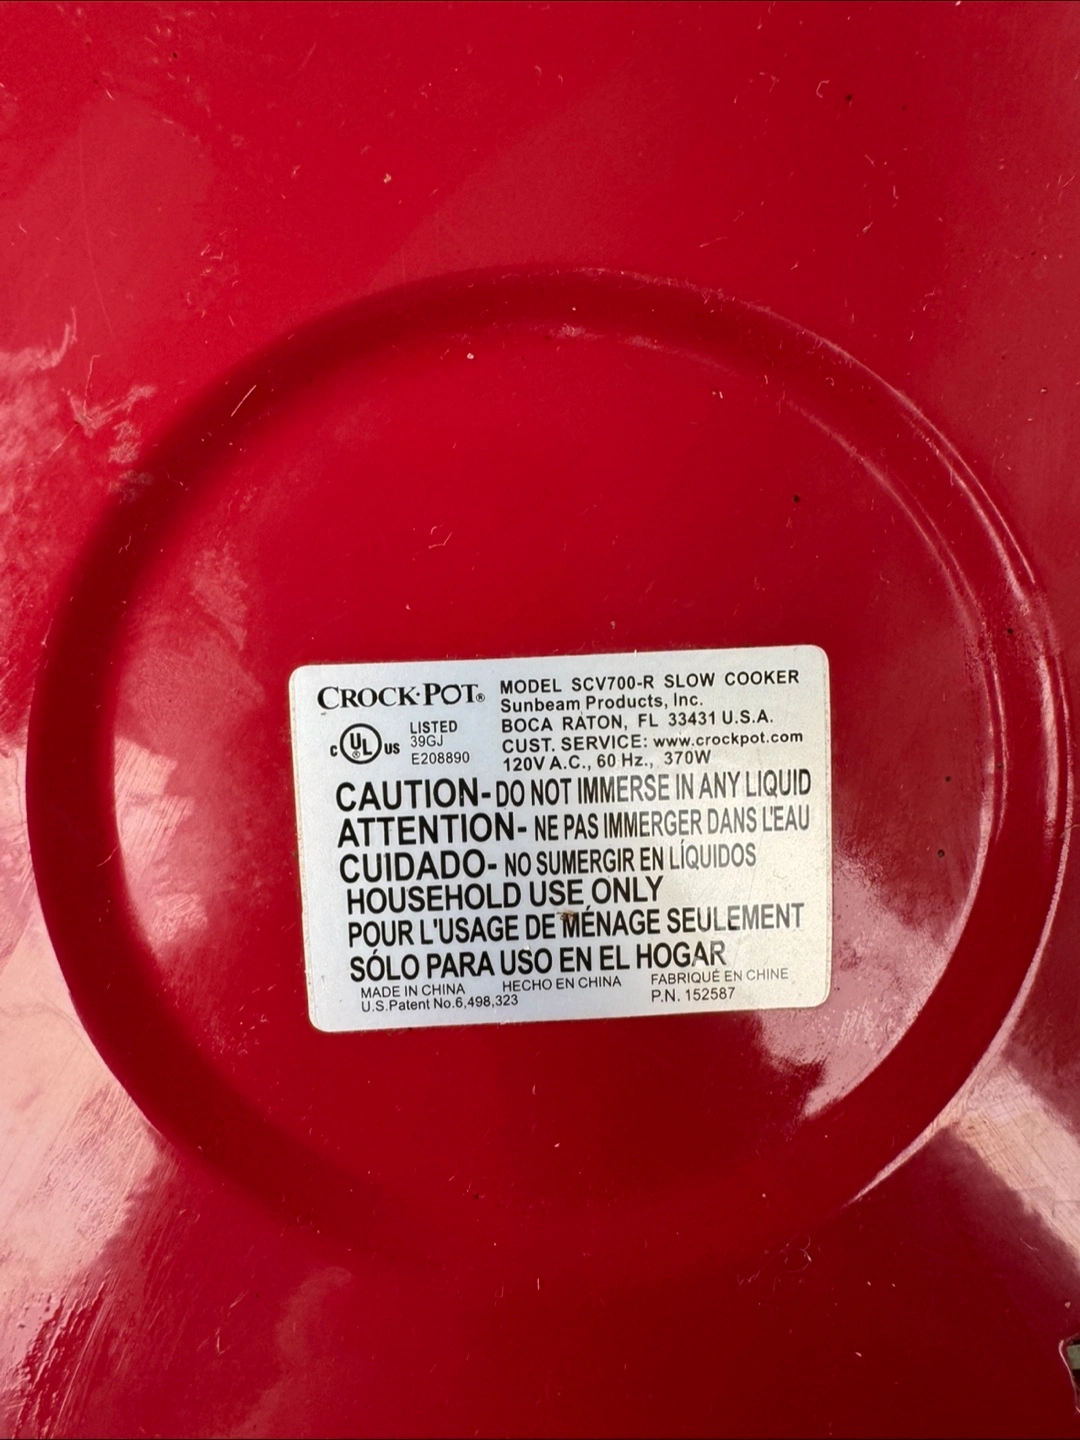 CROCK·POT®
MODEL SCV700-R SLOW COOKER
Sunbeam Products, Inc.
BOCA RATON, FL 33431 U.S.A.
CUST. SERVICE: www.crockpot.com
120V A.C., 60 Hz., 370W
C UL® US
LISTED
39GJ
E208890
CAUTION-DO NOT IMMERSE IN ANY LIQUID
ATTENTION- NE PAS IMMERGER DANS L'EAU
CUIDADO- NO SUMERGIR EN LÍQUIDOS
HOUSEHOLD USE ONLY
POUR L'USAGE DE MÉNAGE SEULEMENT
SÓLO PARA USO EN EL HOGAR
MADE IN CHINA HECHO EN CHINA FABRIQUÉ EN CHINE
U.S.Patent No.6,498,323 P.N. 152587